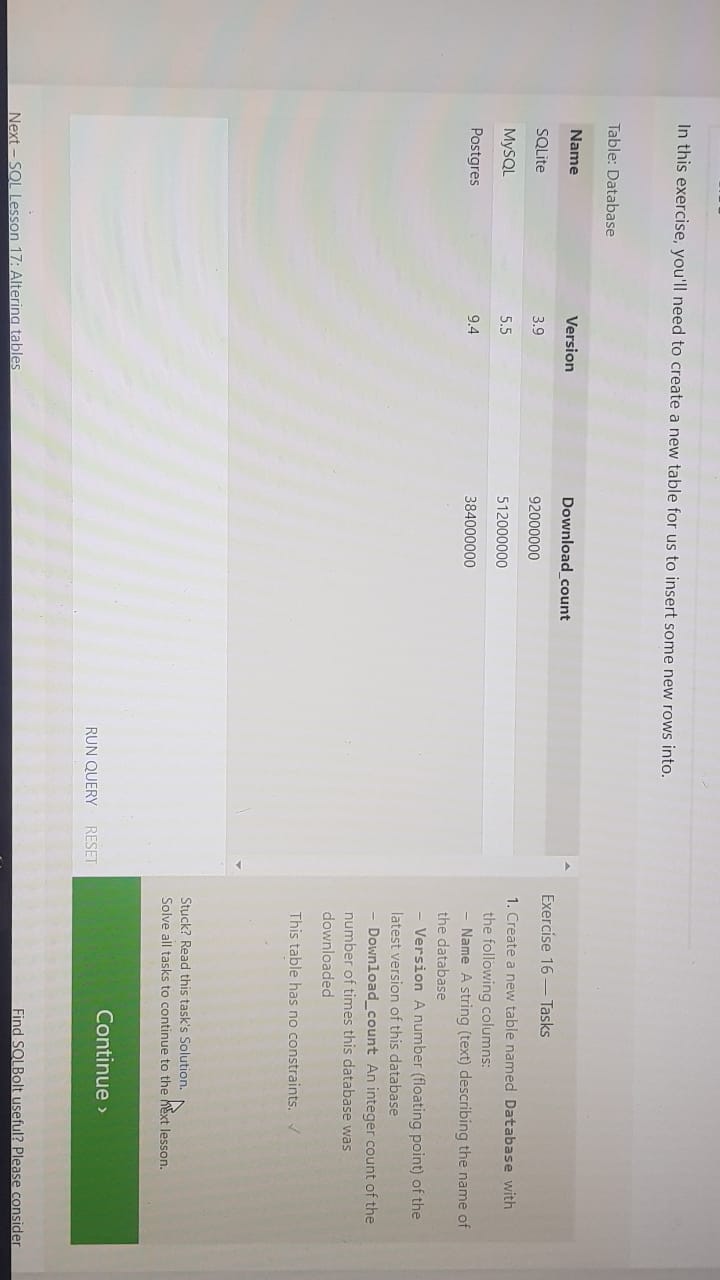 In this exercise, you'll need to create a new table for us to insert some new rows into.
Table: Database
Name Version Download_count
SQLite 3.9 92000000
MySQL 5.5 512000000
Postgres 9.4 384000000
RUN QUERY RESET
Exercise 16 — Tasks
1. Create a new table named Database with
the following columns:
– Name A string (text) describing the name of
the database
– Version A number (floating point) of the
latest version of this database
– Download_count An integer count of the
number of times this database was
downloaded
This table has no constraints. ✓
Stuck? Read this task's Solution.
Solve all tasks to continue to the next lesson.
Continue ›
Next – SQL Lesson 17: Altering tables
Find SQLBolt useful? Please consider